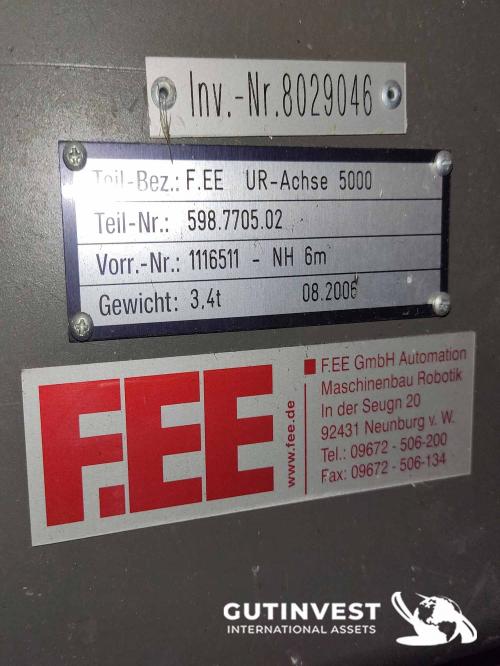 Inv.-Nr.8029046
Teil-Bez.: F.EE UR-Achse 5000
Teil-Nr.: 598.7705.02
Vorr.-Nr.: 1116511 - NH 6m
Gewicht: 3,4t 08.2006
F.EE
www.fee.de
F.EE GmbH Automation
Maschinenbau Robotik
In der Seugn 20
92431 Neunburg v. W.
Tel.: 09672 - 506-200
Fax: 09672 - 506-134
GUTINVEST
INTERNATIONAL ASSETS